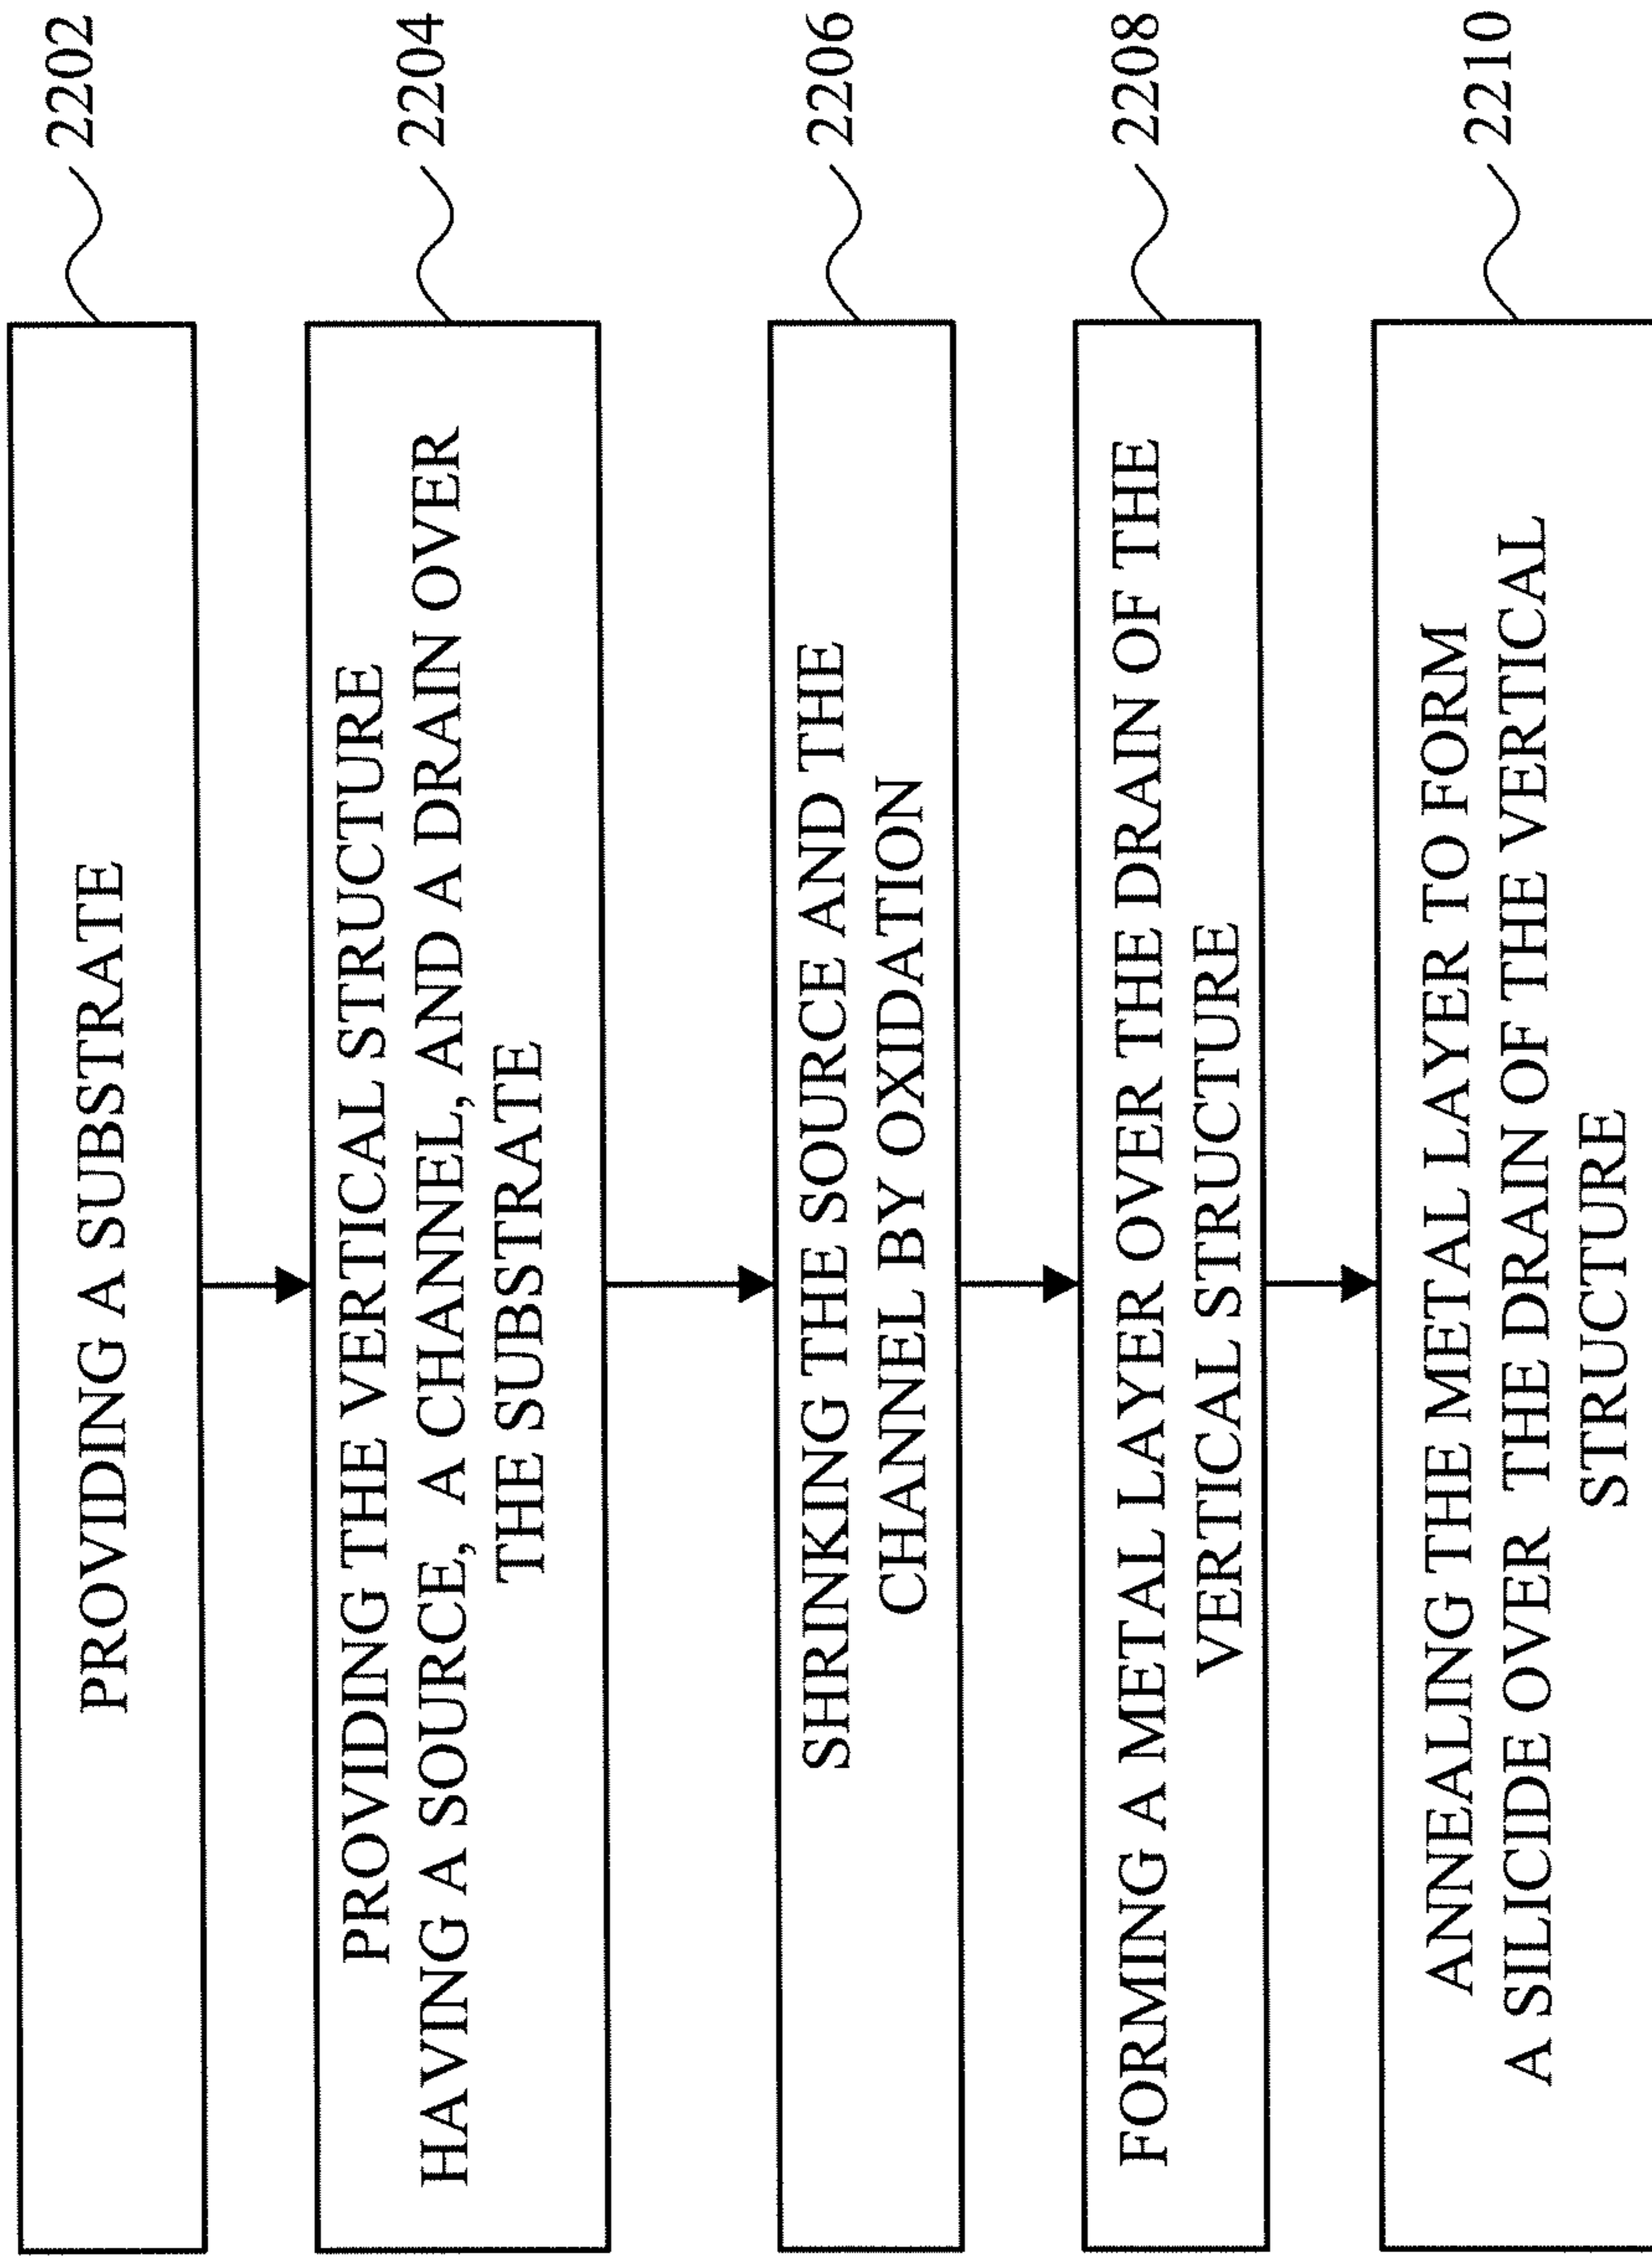 PROVIDING A SUBSTRATE
2202
PROVIDING THE VERTICAL STRUCTURE
HAVING A SOURCE, A CHANNEL, AND A DRAIN OVER
THE SUBSTRATE
2204
SHRINKING THE SOURCE AND THE
CHANNEL BY OXIDATION
2206
FORMING A METAL LAYER OVER THE DRAIN OF THE
VERTICAL STRUCTURE
2208
ANNEALING THE METAL LAYER TO FORM
A SILICIDE OVER THE DRAIN OF THE VERTICAL
STRUCTURE
2210